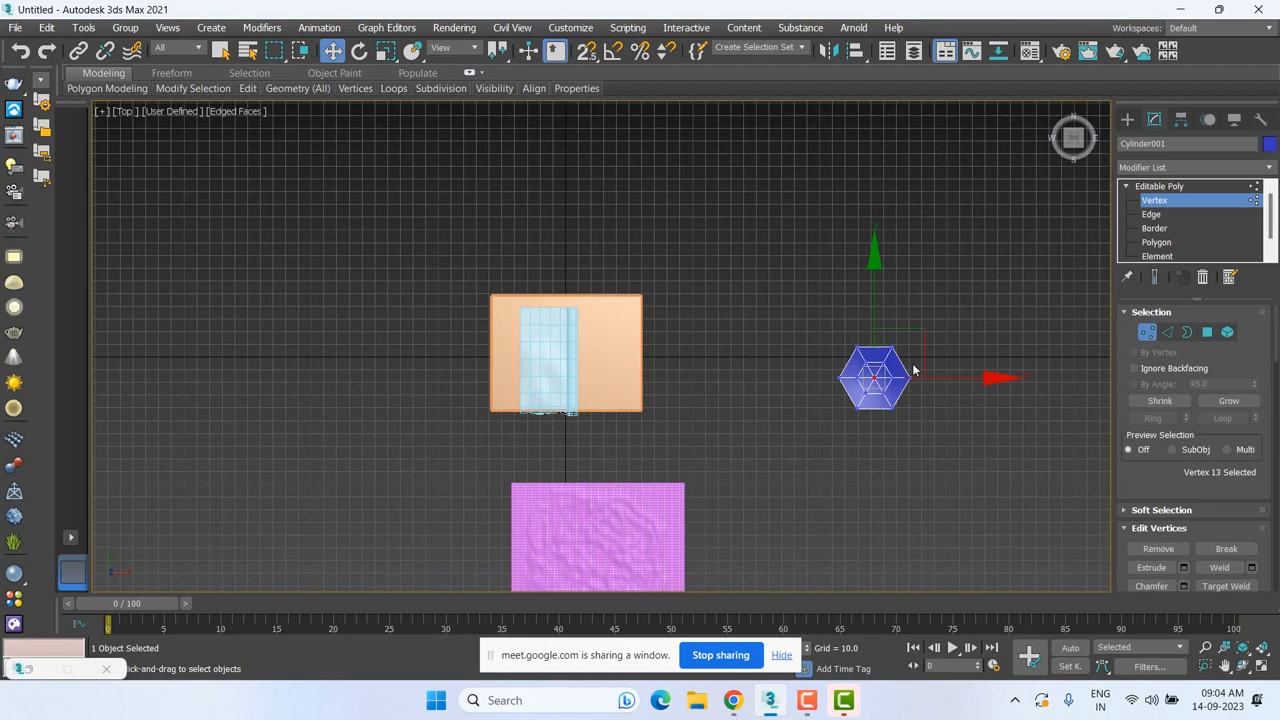 Untitled - Autodesk 3ds Max 2021
File Edit Tools Group Views Create Modifiers Animation Graph Editors Rendering Civil View Customize Scripting Interactive Content Substance Arnold Help
Workspaces: Default
All
View
Create Selection Set
Modeling Freeform Selection Object Paint Populate
Polygon Modeling Modify Selection Edit Geometry (All) Vertices Loops Subdivision Visibility Align Properties
[+] [Top] [User Defined] [Edged Faces]
Cylinder001
Modifier List
Editable Poly
Vertex
Edge
Border
Polygon
Element
Selection
By Vertex
Ignore Backfacing
By Angle: 45.0
Shrink Grow
Ring Loop
Preview Selection
Off SubObj Multi
Vertex 13 Selected
Soft Selection
Edit Vertices
Remove Break
Extrude Weld
Chamfer Target Weld
0 / 100
0 5 10 15 20 25 30 35 40 45 50 55 60 65 70 75 80 85 90 95 100
1 Object Selected
ick-and-drag to select objects
meet.google.com is sharing a window.
Stop sharing
Hide
Grid = 10.0
Add Time Tag
0
Auto
Selected
Set K.
Filters...
Search
ENG
IN
09:04 AM
14-09-2023